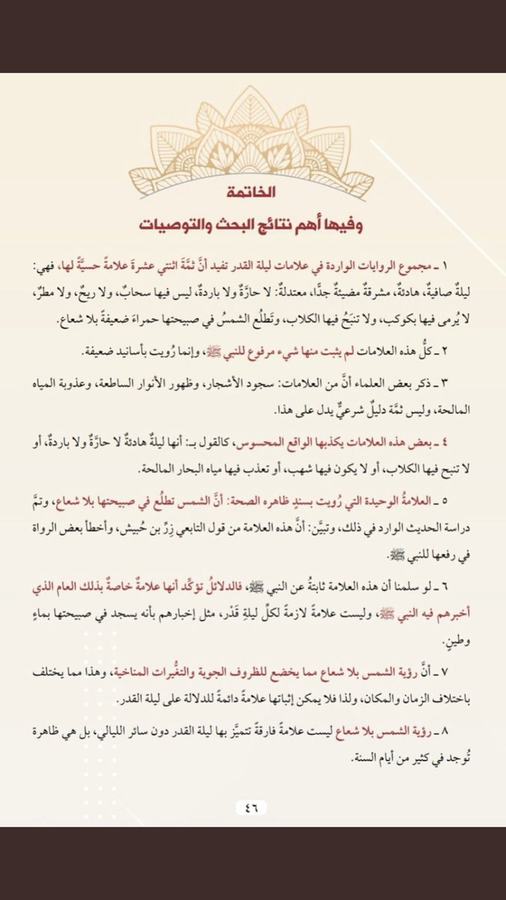 الخاتمة
وفيها أهم نتائج البحث والتوصيات
١ ـ مجموع الروايات الواردة في علامات ليلة القدر تفيد أنَّ ثمَّةَ اثنتي عشرةَ علامةً حسيَّةً لها، فهي:
ليلةٌ صافيةٌ، هادئةٌ، مشرقةٌ مضيئةٌ جدًّا، معتدلةٌ: لا حارَّةٌ ولا باردةٌ، ليس فيها سحابٌ، ولا ريحٌ، ولا مطرٌ،
لا يُرمى فيها بكوكب، ولا تنبَحُ فيها الكلاب، وتَطلُع الشمسُ في صبيحتها حمراءَ ضعيفةً بلا شعاع.
٢ ـ كلُّ هذه العلامات لم يثبت منها شيء مرفوع للنبي ﷺ، وإنما رُويت بأسانيد ضعيفة.
٣ ـ ذكر بعض العلماء أنَّ من العلامات: سجود الأشجار، وظهور الأنوار الساطعة، وعذوبة المياه
المالحة، وليس ثمَّة دليلٌ شرعيٌّ يدل على هذا.
٤ ـ بعض هذه العلامات يكذبها الواقع المحسوس، كالقول بـ: أنها ليلةٌ هادئةٌ لا حارَّةٌ ولا باردةٌ، أو
لا تنبح فيها الكلاب، أو لا يكون فيها شهب، أو تعذب فيها مياه البحار المالحة.
٥ ـ العلامةُ الوحيدة التي رُويت بسندٍ ظاهره الصحة: أنَّ الشمس تطلُع في صبيحتها بلا شعاع، وتمَّ
دراسة الحديث الوارد في ذلك، وتبيَّن: أنَّ هذه العلامة من قول التابعي زِرِّ بن حُبيش، وأخطأ بعض الرواة
في رفعها للنبي ﷺ.
٦ ـ لو سلمنا أن هذه العلامة ثابتةٌ عن النبي ﷺ، فالدلائلُ تؤكِّد أنها علامةٌ خاصةٌ بذلك العام الذي
أخبرهم فيه النبي ﷺ، وليست علامةً لازمةً لكلِّ ليلةِ قَدْر، مثل إخبارهم بأنه يسجد في صبيحتها بماءٍ
وطينٍ.
٧ ـ أنَّ رؤية الشمس بلا شعاع مما يخضع للظروف الجوية والتغيُّرات المناخية، وهذا مما يختلف
باختلاف الزمان والمكان، ولذا فلا يمكن إثباتها علامةً دائمةً للدلالة على ليلة القدر.
٨ ـ رؤية الشمس بلا شعاع ليست علامةً فارقةً تتميَّز بها ليلة القدر دون سائر الليالي، بل هي ظاهرة
تُوجد في كثير من أيام السنة.
٤٦